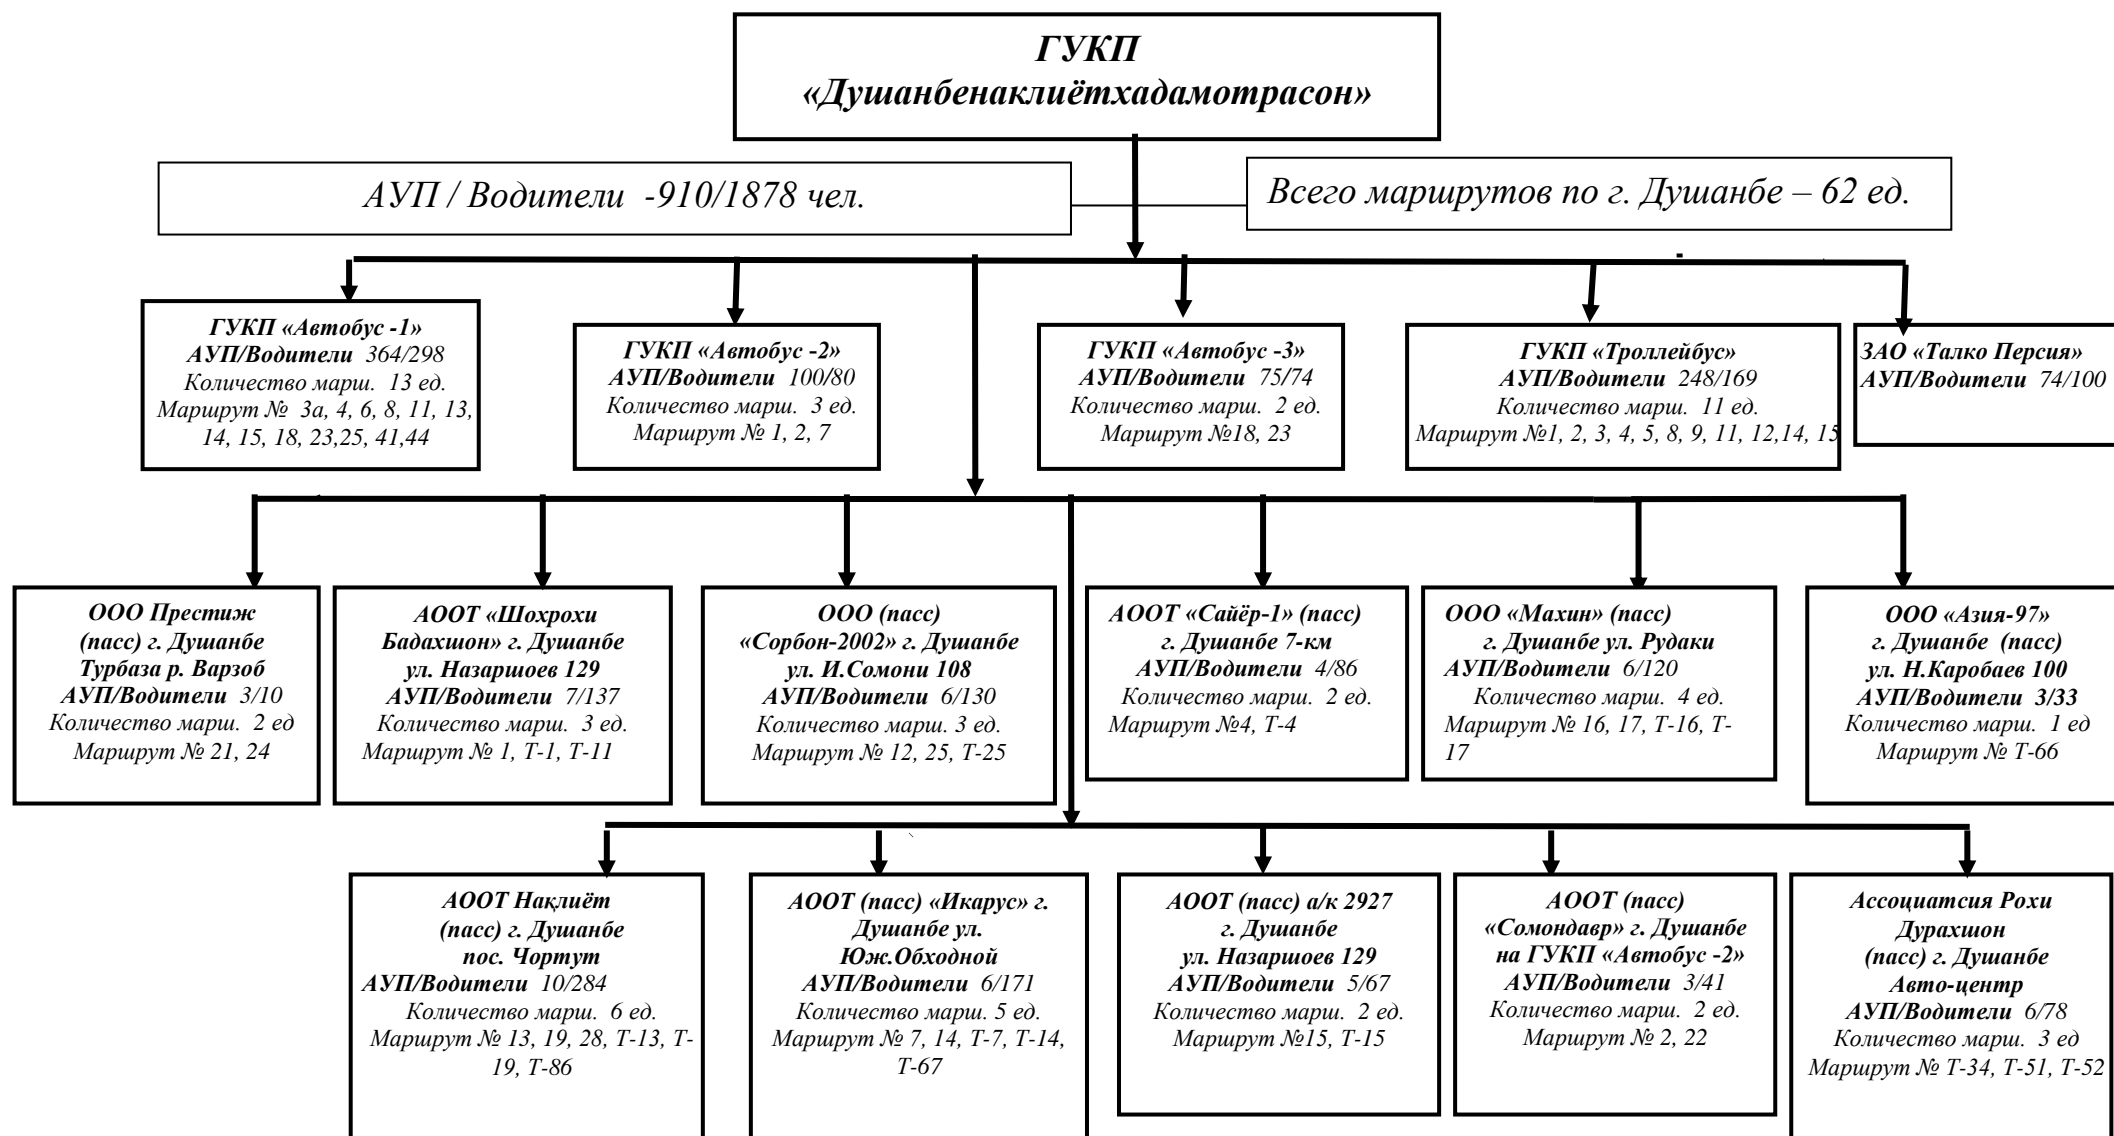 ГУКП
«Душанбенаклиётхадамотрасон»
АУП / Водители -910/1878 чел.
Всего маршрутов по г. Душанбе – 62 ед.
ГУКП «Автобус -1»
АУП/Водители 364/298
Количество марш. 13 ед.
Маршрут № 3а, 4, 6, 8, 11, 13,
14, 15, 18, 23,25, 41,44
ГУКП «Автобус -2»
АУП/Водители 100/80
Количество марш. 3 ед.
Маршрут № 1, 2, 7
ГУКП «Автобус -3»
АУП/Водители 75/74
Количество марш. 2 ед.
Маршрут №18, 23
ГУКП «Троллейбус»
АУП/Водители 248/169
Количество марш. 11 ед.
Маршрут №1, 2, 3, 4, 5, 8, 9, 11, 12,14, 15
ЗАО «Талко Персия»
АУП/Водители 74/100
ООО Престиж
(пасс) г. Душанбе
Турбаза р. Варзоб
АУП/Водители 3/10
Количество марш. 2 ед
Маршрут № 21, 24
АООТ «Шохрохи
Бадахшон» г. Душанбе
ул. Назаршоев 129
АУП/Водители 7/137
Количество марш. 3 ед.
Маршрут № 1, Т-1, Т-11
ООО (пасс)
«Сорбон-2002» г. Душанбе
ул. И.Сомони 108
АУП/Водители 6/130
Количество марш. 3 ед.
Маршрут № 12, 25, Т-25
АООТ «Сайёр-1» (пасс)
г. Душанбе 7-км
АУП/Водители 4/86
Количество марш. 2 ед.
Маршрут №4, Т-4
ООО «Махин» (пасс)
г. Душанбе ул. Рудаки
АУП/Водители 6/120
Количество марш. 4 ед.
Маршрут № 16, 17, Т-16, Т-
17
ООО «Азия-97»
г. Душанбе (пасс)
ул. Н.Каробаев 100
АУП/Водители 3/33
Количество марш. 1 ед
Маршрут № Т-66
АООТ Нақлиёт
(пасс) г. Душанбе
пос. Чортут
АУП/Водители 10/284
Количество марш. 6 ед.
Маршрут № 13, 19, 28, Т-13, Т-
19, Т-86
АООТ (пасс) «Икарус» г.
Душанбе ул.
Юж.Обходной
АУП/Водители 6/171
Количество марш. 5 ед.
Маршрут № 7, 14, Т-7, Т-14,
Т-67
АООТ (пасс) а/к 2927
г. Душанбе
ул. Назаршоев 129
АУП/Водители 5/67
Количество марш. 2 ед.
Маршрут №15, Т-15
АООТ (пасс)
«Сомондавр» г. Душанбе
на ГУКП «Автобус -2»
АУП/Водители 3/41
Количество марш. 2 ед.
Маршрут № 2, 22
Ассоциатсия Рохи
Дурахшон
(пасс) г. Душанбе
Авто-центр
АУП/Водители 6/78
Количество марш. 3 ед
Маршрут № Т-34, Т-51, Т-52